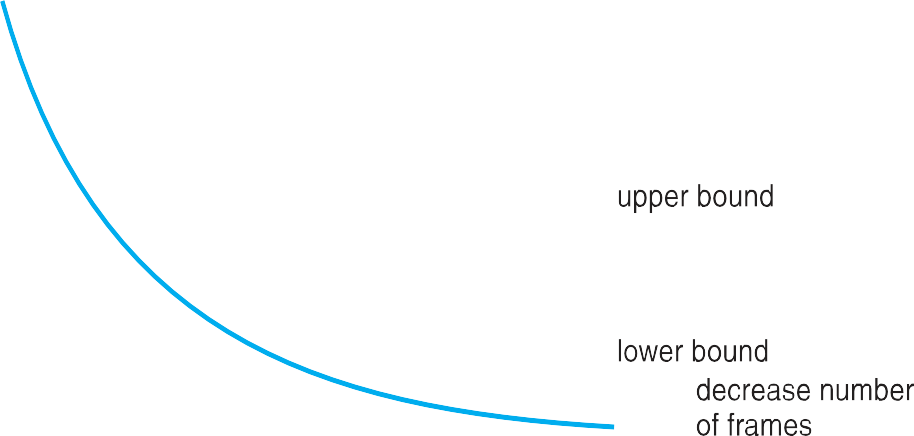 upper bound
lower bound
decrease number
of frames